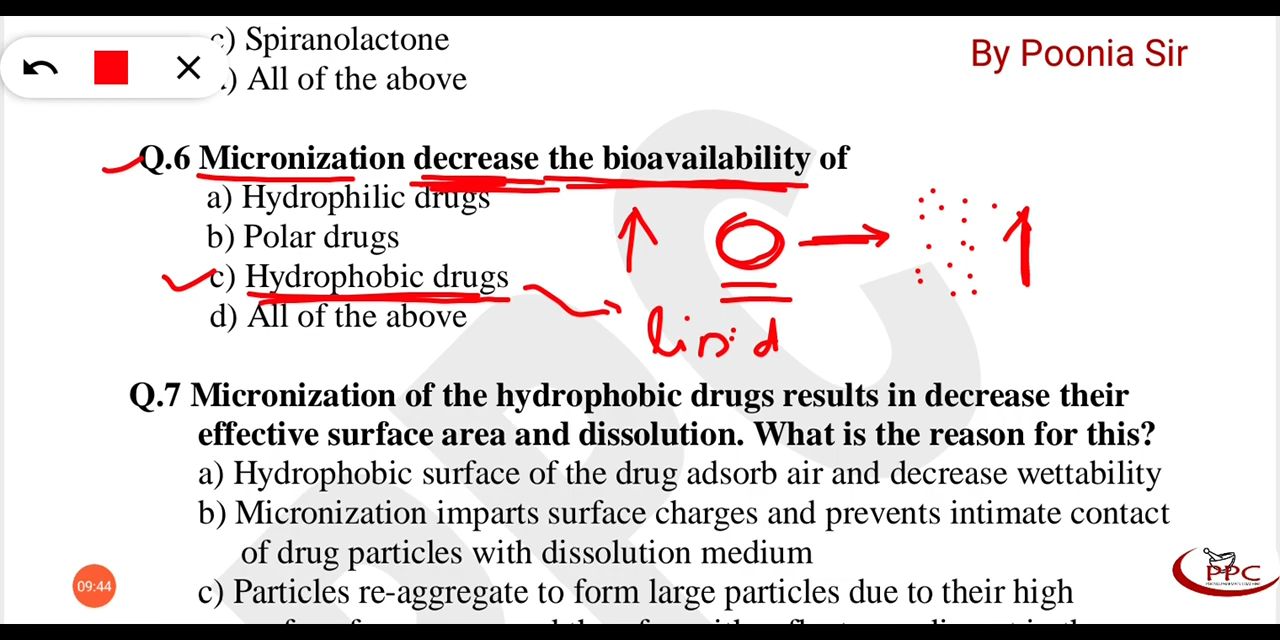 c) Spiranolactone
By Poonia Sir
) All of the above
Q.6 Micronization decrease the bioavailability of
a) Hydrophilic drugs
b) Polar drugs
c) Hydrophobic drugs
d) All of the above
lipid
Q.7 Micronization of the hydrophobic drugs results in decrease their
effective surface area and dissolution. What is the reason for this?
a) Hydrophobic surface of the drug adsorb air and decrease wettability
b) Micronization imparts surface charges and prevents intimate contact
of drug particles with dissolution medium
c) Particles re-aggregate to form large particles due to their high
09:44
PPC